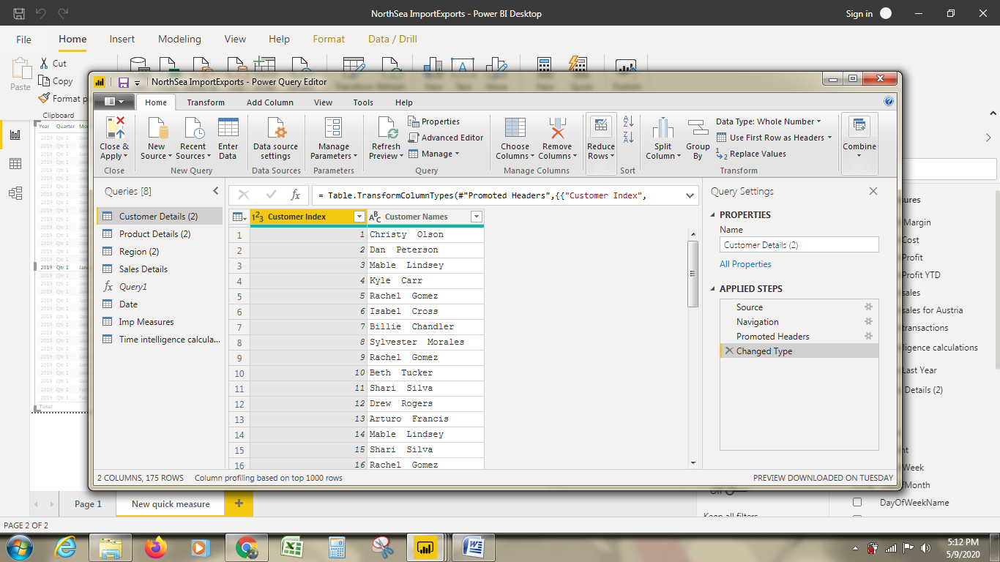 NorthSea ImportExports - Power BI Desktop
Sign in
File Home Insert Modeling View Help Format Data / Drill
Paste
Cut
Copy
Format p
Clipboard
NorthSea ImportExports - Power Query Editor
Home Transform Add Column View Tools Help
Close & Apply
Close
New Source
Recent Sources
Enter Data
New Query
Data source settings
Data Sources
Manage Parameters
Parameters
Refresh Preview
Properties
Advanced Editor
Manage
Query
Choose Columns
Remove Columns
Manage Columns
Reduce Rows
Sort
Split Column
Group By
Data Type: Whole Number
Use First Row as Headers
Replace Values
Transform
Combine
Queries [8]
Customer Details (2)
Product Details (2)
Region (2)
Sales Details
Query1
Date
Imp Measures
Time intelligence calcula...
= Table.TransformColumnTypes(#"Promoted Headers",{{"Customer Index",
Customer Index Customer Names
1 1 Christy Olson
2 2 Dan Peterson
3 3 Mable Lindsey
4 4 Kyle Carr
5 5 Rachel Gomez
6 6 Isabel Cross
7 7 Billie Chandler
8 8 Sylvester Morales
9 9 Rachel Gomez
10 10 Beth Tucker
11 11 Shari Silva
12 12 Drew Rogers
13 13 Arturo Francis
14 14 Mable Lindsey
15 15 Shari Silva
16 16 Rachel Gomez
Query Settings
PROPERTIES
Name
Customer Details (2)
All Properties
APPLIED STEPS
Source
Navigation
Promoted Headers
Changed Type
2 COLUMNS, 175 ROWS Column profiling based on top 1000 rows
PREVIEW DOWNLOADED ON TUESDAY
Year Quarter
2019 Qtr 1
Total
ures
Margin
Cost
Profit
Profit YTD
sales
sales for Austria
transactions
ligence calculations
Last Year
Details (2)
nt
Week
fMonth
DayOfWeekName
Keep all filters
Page 1 New quick measure
PAGE 2 OF 2
5:12 PM
5/9/2020